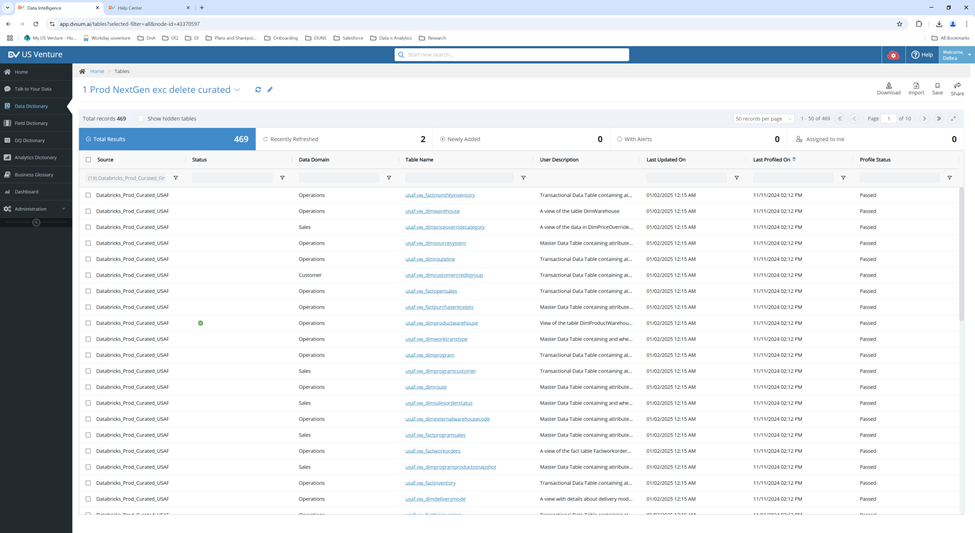 Data Intelligence
Help Center
app.dvsum.ai/tables?selected-filter=all&node-id=43370597
My US Venture - Ho...
Workday usventure
DnA
DQ
DI
Plans and Sharepoi...
Onboarding
DUNS
Salesforce
Data n Analytics
Research
All Bookmarks
DV US Venture
Start new search...
Help
Welcome,
Debra
Home
Talk to Your Data
Data Dictionary
Field Dictionary
DQ Dictionary
Analytics Dictionary
Business Glossary
Dashboard
Administration
Home
Tables
1 Prod NextGen exc delete curated
Download
Import
Save
Share
Total records 469
Show hidden tables
50 records per page
1 - 50 of 469
Page 1 of 10
Total Results 469
Recently Refreshed 2
Newly Added 0
With Alerts 0
Assigned to me 0
Source Status Data Domain Table Name User Description Last Updated On Last Profiled On Profile Status
(19) Databricks_Prod_Curated_Fir
Databricks_Prod_Curated_USAF Operations usaf.vw_factmonthlyinventory Transactional Data Table containing at... 01/02/2025 12:15 AM 11/11/2024 02:12 PM Passed
Databricks_Prod_Curated_USAF Operations usaf.vw_dimwarehouse A view of the table DimWarehouse 01/02/2025 12:15 AM 11/11/2024 02:12 PM Passed
Databricks_Prod_Curated_USAF Sales usaf.vw_dimpriceoverridecategory A view of the data in DimPriceOverride... 01/02/2025 12:15 AM 11/11/2024 02:12 PM Passed
Databricks_Prod_Curated_USAF Operations usaf.vw_dimsourcesystem Master Data Table containing attribute... 01/02/2025 12:15 AM 11/11/2024 02:12 PM Passed
Databricks_Prod_Curated_USAF Operations usaf.vw_dimrouteline Transactional Data Table containing at... 01/02/2025 12:15 AM 11/11/2024 02:12 PM Passed
Databricks_Prod_Curated_USAF Customer usaf.vw_dimcustomercreditgroup Master Data Table containing attribute... 01/02/2025 12:15 AM 11/11/2024 02:12 PM Passed
Databricks_Prod_Curated_USAF Operations usaf.vw_factopensales Transactional Data Table containing at... 01/02/2025 12:15 AM 11/11/2024 02:12 PM Passed
Databricks_Prod_Curated_USAF Operations usaf.vw_factpurchasereceipts Master Data Table containing attribute... 01/02/2025 12:15 AM 11/11/2024 02:12 PM Passed
Databricks_Prod_Curated_USAF Operations usaf.vw_dimproductwarehouse View of the table DimProductWarehou... 01/02/2025 12:15 AM 11/11/2024 02:12 PM Passed
Databricks_Prod_Curated_USAF Operations usaf.vw_dimworktranstype Master Data Table containing and whe... 01/02/2025 12:15 AM 11/11/2024 02:12 PM Passed
Databricks_Prod_Curated_USAF Operations usaf.vw_dimprogram Transactional Data Table containing at... 01/02/2025 12:15 AM 11/11/2024 02:12 PM Passed
Databricks_Prod_Curated_USAF Sales usaf.vw_dimprogramcustomer Master Data Table containing attribute... 01/02/2025 12:15 AM 11/11/2024 02:12 PM Passed
Databricks_Prod_Curated_USAF Operations usaf.vw_dimroute Master Data Table containing attribute... 01/02/2025 12:15 AM 11/11/2024 02:12 PM Passed
Databricks_Prod_Curated_USAF Sales usaf.vw_dimsalesorderstatus Master Data Table containing and whe... 01/02/2025 12:15 AM 11/11/2024 02:12 PM Passed
Databricks_Prod_Curated_USAF Operations usaf.vw_dimexternalwarehousecode Master Data Table containing attribute... 01/02/2025 12:15 AM 11/11/2024 02:12 PM Passed
Databricks_Prod_Curated_USAF Sales usaf.vw_factprogramsales Master Data Table containing attribute... 01/02/2025 12:15 AM 11/11/2024 02:12 PM Passed
Databricks_Prod_Curated_USAF Operations usaf.vw_factworkorders A view of the fact table Factworkorder... 01/02/2025 12:15 AM 11/11/2024 02:12 PM Passed
Databricks_Prod_Curated_USAF Sales usaf.vw_dimprogramproductsnapshot Master Data Table containing attribute... 01/02/2025 12:15 AM 11/11/2024 02:12 PM Passed
Databricks_Prod_Curated_USAF Operations usaf.vw_factinventory Transactional Data Table containing at... 01/02/2025 12:15 AM 11/11/2024 02:12 PM Passed
Databricks_Prod_Curated_USAF Operations usaf.vw_dimdeliverymode A view with details about delivery mod... 01/02/2025 12:15 AM 11/11/2024 02:12 PM Passed